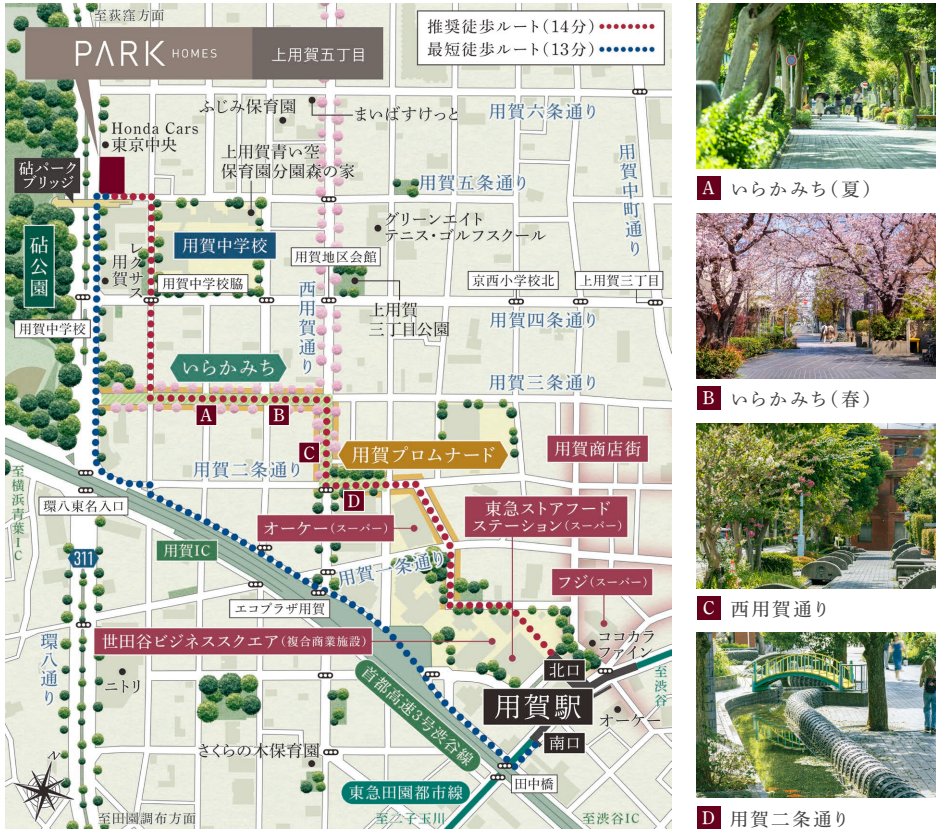 至荻窪方面
PARK HOMES
上用賀五丁目
推奨徒歩ルート(14分)
最短徒歩ルート(13分)
ふじみ保育園
まいばすけっと
用賀六条通り
用賀中町通り
Honda Cars
東京中央
上用賀青い空
保育園分園森の家
砧パーク
ブリッジ
用賀五条通り
グリーンエイト
テニス・ゴルフスクール
砧公園
用賀中学校
レクサス
用賀
用賀中学校脇
用賀地区会館
西用賀通り
京西小学校北
上用賀三丁目
上用賀
三丁目公園
用賀四条通り
用賀中学校
いらかみち
用賀三条通り
A
B
C
用賀プロムナード
用賀商店街
用賀二条通り
D
至横浜青葉IC
環八東名入口
オーケー(スーパー)
東急ストアフード
ステーション(スーパー)
311
用賀IC
用賀一条通り
フジ(スーパー)
エコプラザ用賀
世田谷ビジネススクエア(複合商業施設)
ココカラ
ファイン
環八通り
ニトリ
北口
用賀駅
至渋谷
オーケー
南口
首都高速3号渋谷線
さくらの木保育園
田中橋
N
東急田園都市線
至田園調布方面
至二子玉川
至渋谷IC
A いらかみち(夏)
B いらかみち(春)
C 西用賀通り
D 用賀二条通り